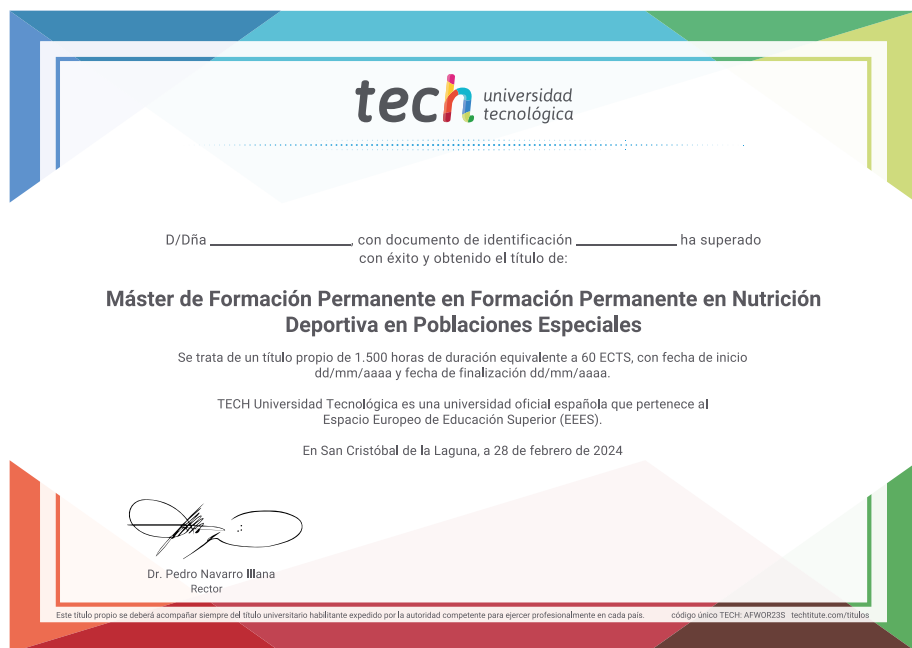 tech universidad
tecnológica
D/Dña ____________________, con documento de identificación ______________ ha superado
con éxito y obtenido el título de:
Máster de Formación Permanente en Formación Permanente en Nutrición
Deportiva en Poblaciones Especiales
Se trata de un título propio de 1.500 horas de duración equivalente a 60 ECTS, con fecha de inicio
dd/mm/aaaa y fecha de finalización dd/mm/aaaa.
TECH Universidad Tecnológica es una universidad oficial española que pertenece al
Espacio Europeo de Educación Superior (EEES).
En San Cristóbal de la Laguna, a 28 de febrero de 2024
Dr. Pedro Navarro Illana
Rector
Este título propio se deberá acompañar siempre del título universitario habilitante expedido por la autoridad competente para ejercer profesionalmente en cada país. código único TECH: AFWOR23S techtitute.com/titulos